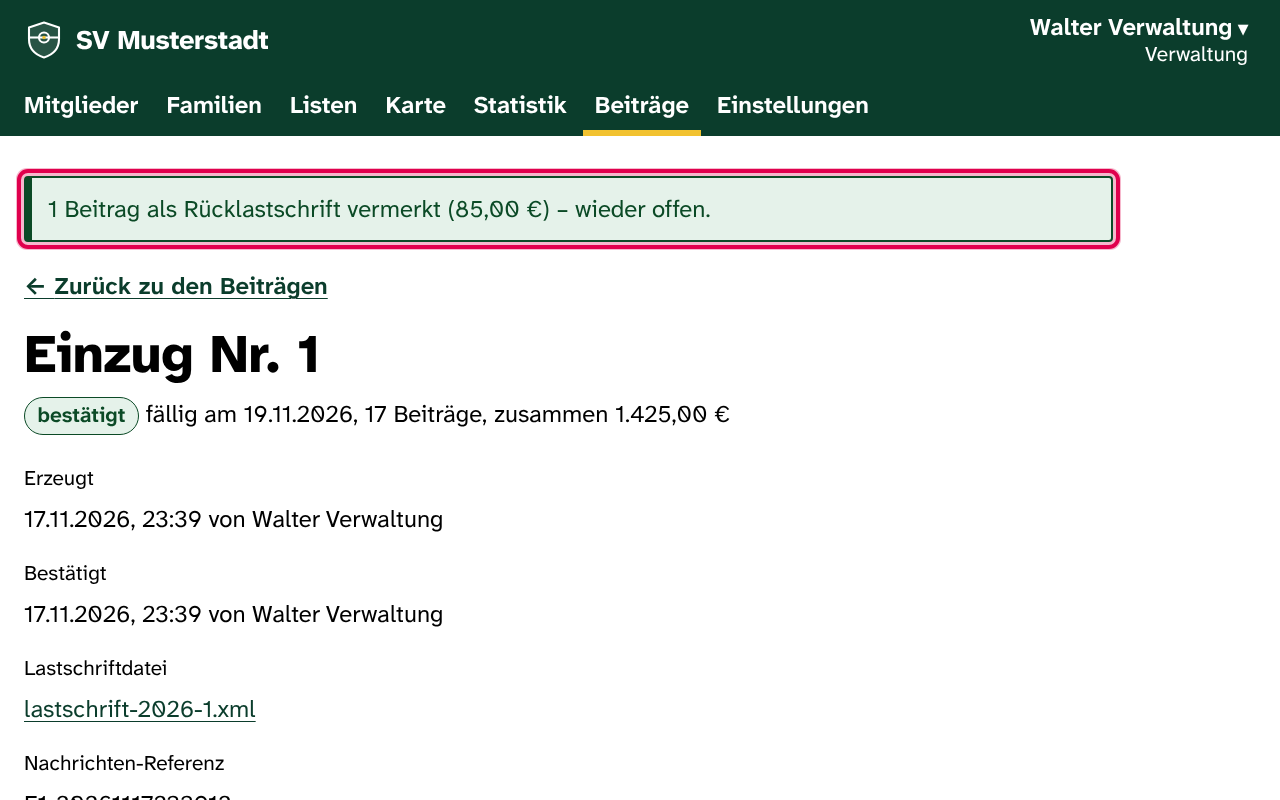 SV Musterstadt
Walter Verwaltung ▾
Verwaltung
Mitglieder Familien Listen Karte Statistik Beiträge Einstellungen
1 Beitrag als Rücklastschrift vermerkt (85,00 €) – wieder offen.
← Zurück zu den Beiträgen
Einzug Nr. 1
bestätigt fällig am 19.11.2026, 17 Beiträge, zusammen 1.425,00 €
Erzeugt
17.11.2026, 23:39 von Walter Verwaltung
Bestätigt
17.11.2026, 23:39 von Walter Verwaltung
Lastschriftdatei
lastschrift-2026-1.xml
Nachrichten-Referenz